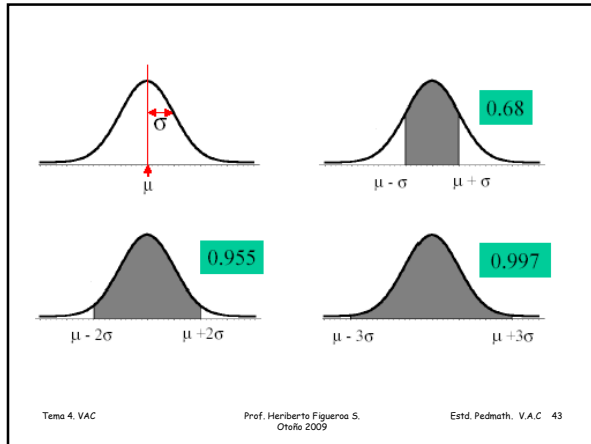 σ
μ
0.68
μ - σ
μ + σ
0.955
μ - 2σ
μ +2σ
0.997
μ - 3σ
μ +3σ
Tema 4. VAC
Prof. Heriberto Figueroa S.
Otoño 2009
Estd. Pedmath. V.A.C 43